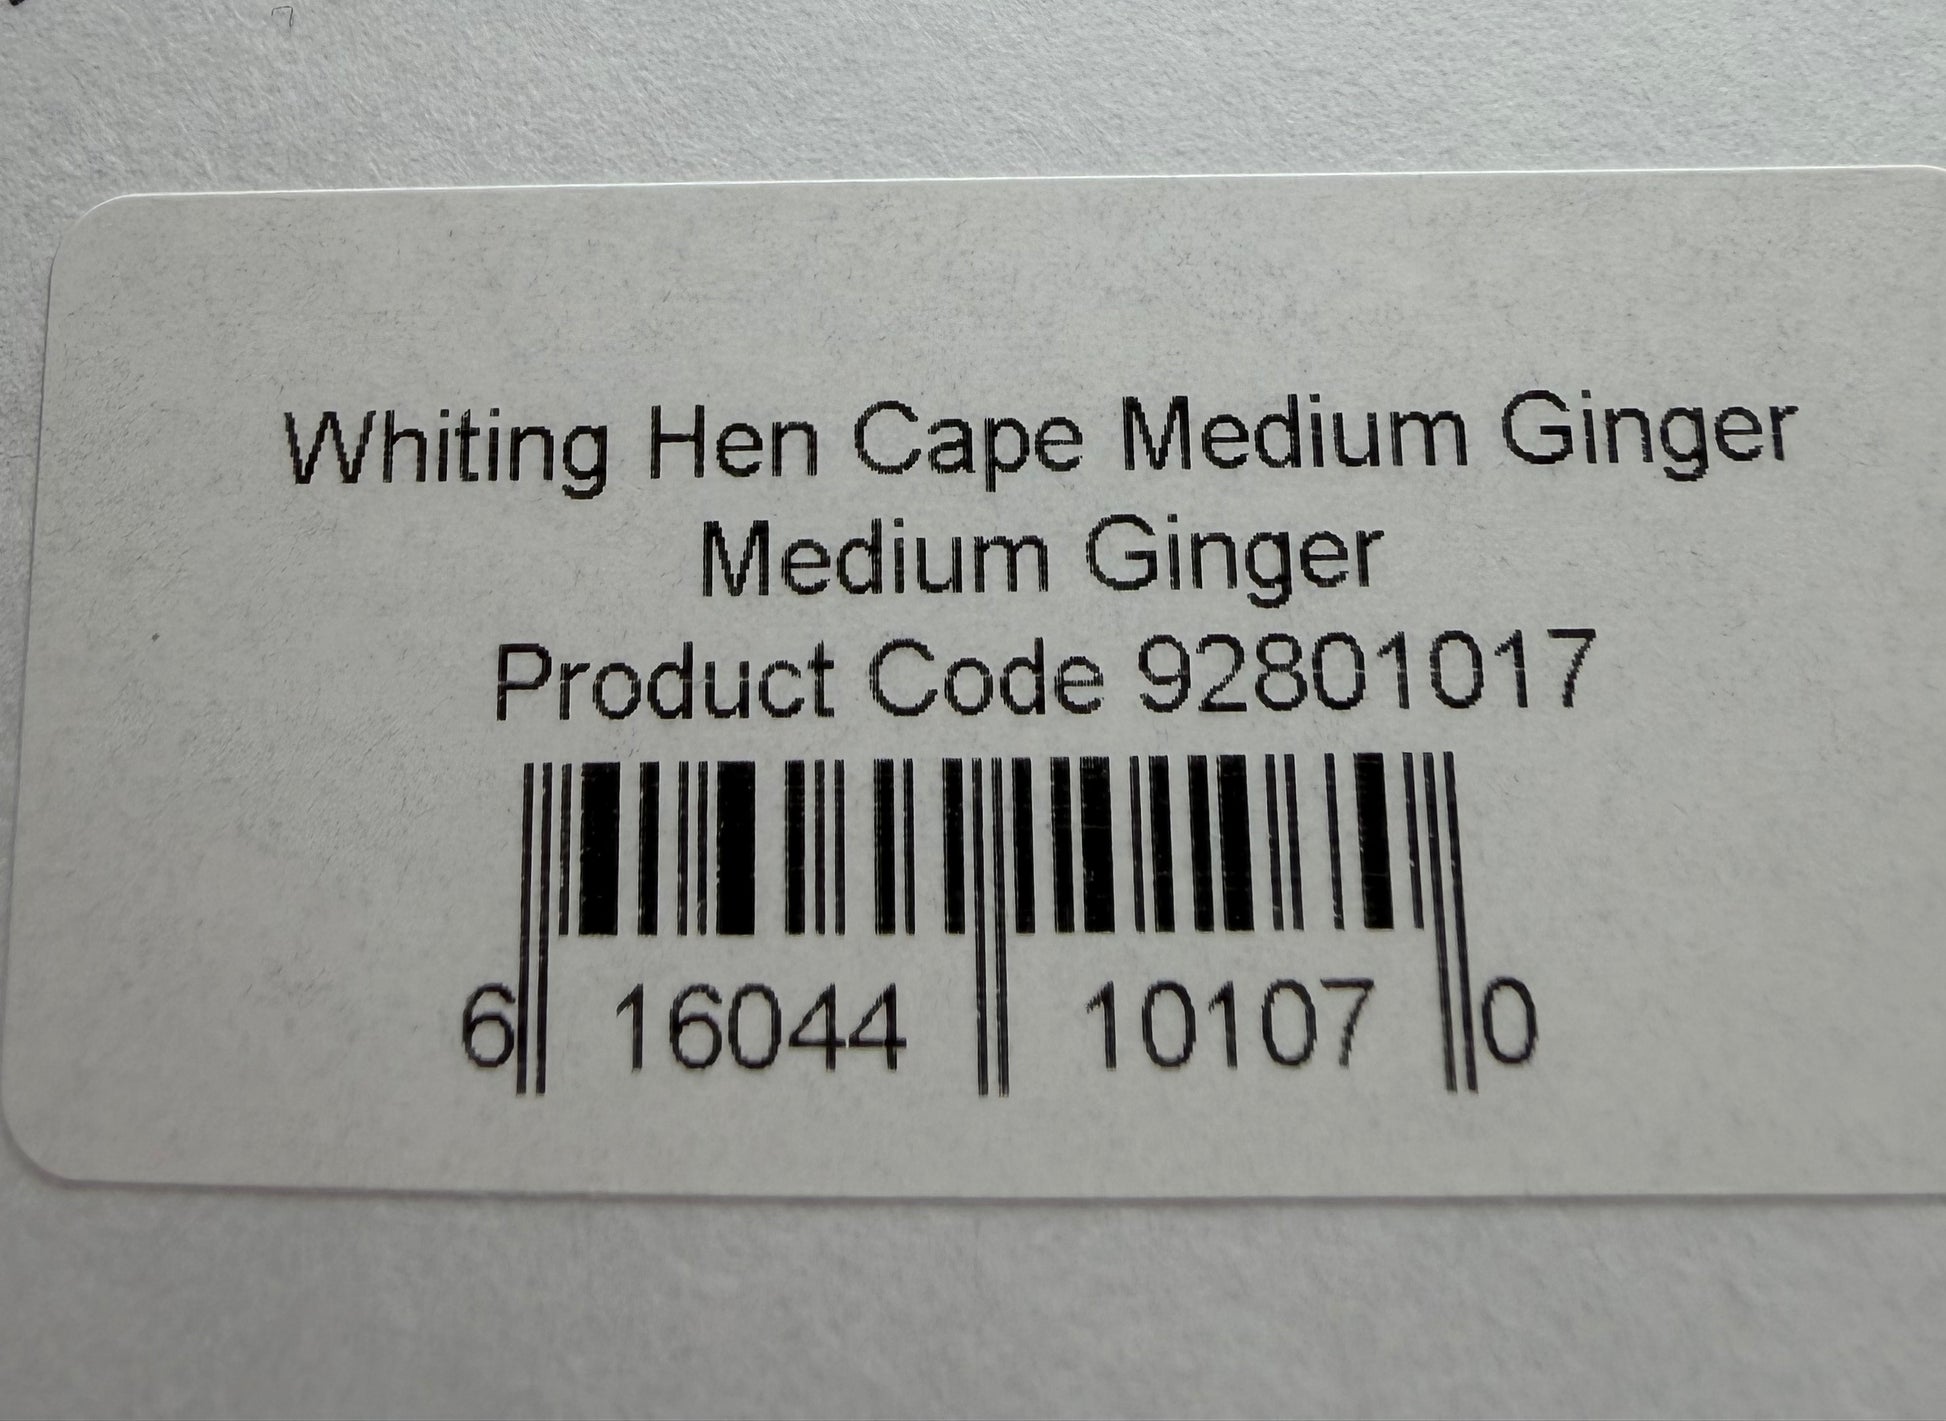 Whiting Hen Cape Medium Ginger
Medium Ginger
Product Code 92801017
6 16044 10107 0